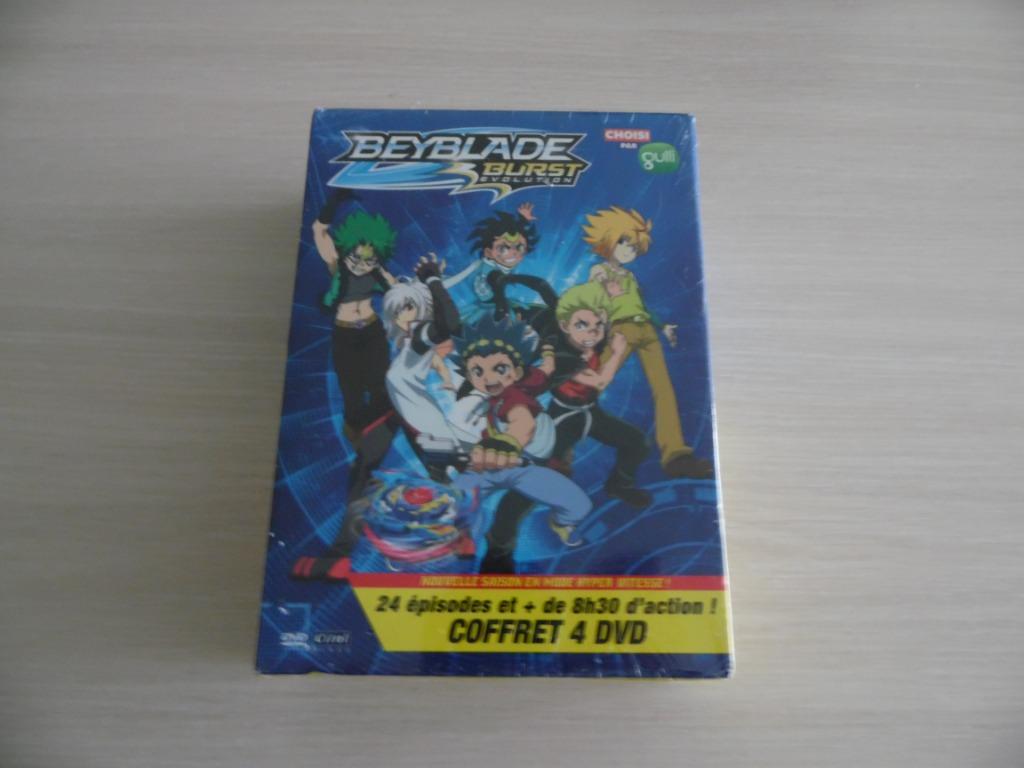 BEYBLADE
BURST
EVOLUTION
CHOISI
PAR
gulli
NOUVELLE SAISON EN MODE HYPER VITESSE !
24 épisodes et + de 8h30 d'action !
COFFRET 4 DVD
DVD